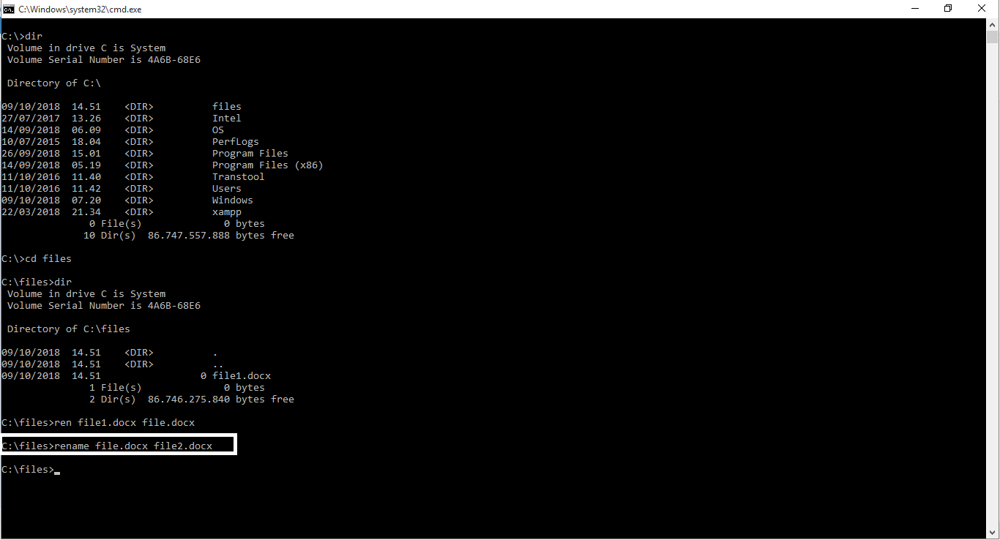 C:\Windows\system32\cmd.exe
C:\>dir
 Volume in drive C is System
 Volume Serial Number is 4A6B-68E6
 Directory of C:\
09/10/2018  14.51    <DIR>          files
27/07/2017  13.26    <DIR>          Intel
14/09/2018  06.09    <DIR>          OS
10/07/2015  18.04    <DIR>          PerfLogs
26/09/2018  15.01    <DIR>          Program Files
14/09/2018  05.19    <DIR>          Program Files (x86)
11/10/2016  11.40    <DIR>          Transtool
11/10/2016  11.42    <DIR>          Users
09/10/2018  07.20    <DIR>          Windows
22/03/2018  21.34    <DIR>          xampp
               0 File(s)              0 bytes
              10 Dir(s)  86.747.557.888 bytes free
C:\>cd files
C:\files>dir
 Volume in drive C is System
 Volume Serial Number is 4A6B-68E6
 Directory of C:\files
09/10/2018  14.51    <DIR>          .
09/10/2018  14.51    <DIR>          ..
09/10/2018  14.51                 0 file1.docx
               1 File(s)              0 bytes
               2 Dir(s)  86.746.275.840 bytes free
C:\files>ren file1.docx file.docx
C:\files>rename file.docx file2.docx
C:\files>